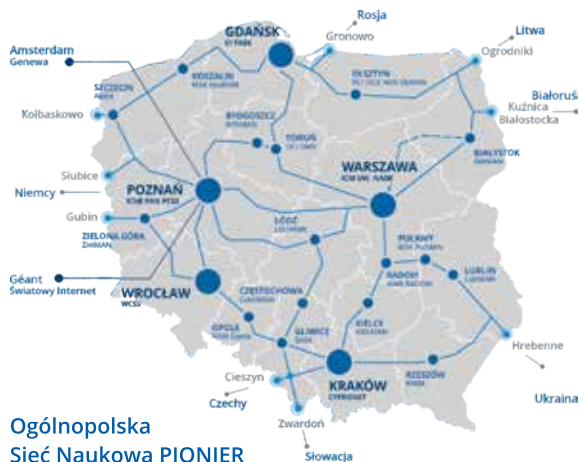 Rosja
GDAŃSK
Gronowo
Litwa
Ogrodniki
Amsterdam
Genewa
KOSZALIN
OLSZTYN
SZCZECIN
Białoruś
Kuźnica
Białostocka
Kołbaskowo
BYDGOSZCZ
TORUŃ
BIAŁYSTOK
WARSZAWA
Słubice
POZNAŃ
Niemcy
Gubin
ŁÓDŹ
ZIELONA GÓRA
PUŁAWY
Géant
Światowy Internet
WROCŁAW
WCSS
CZĘSTOCHOWA
RADOM
LUBLIN
OPOLE
GLIWICE
KIELCE
Hrebenne
Cieszyn
KRAKÓW
CYFRONET
RZESZÓW
Czechy
Ukraina
Zwardoń
Słowacja
Ogólnopolska
Sieć Naukowa PIONIER